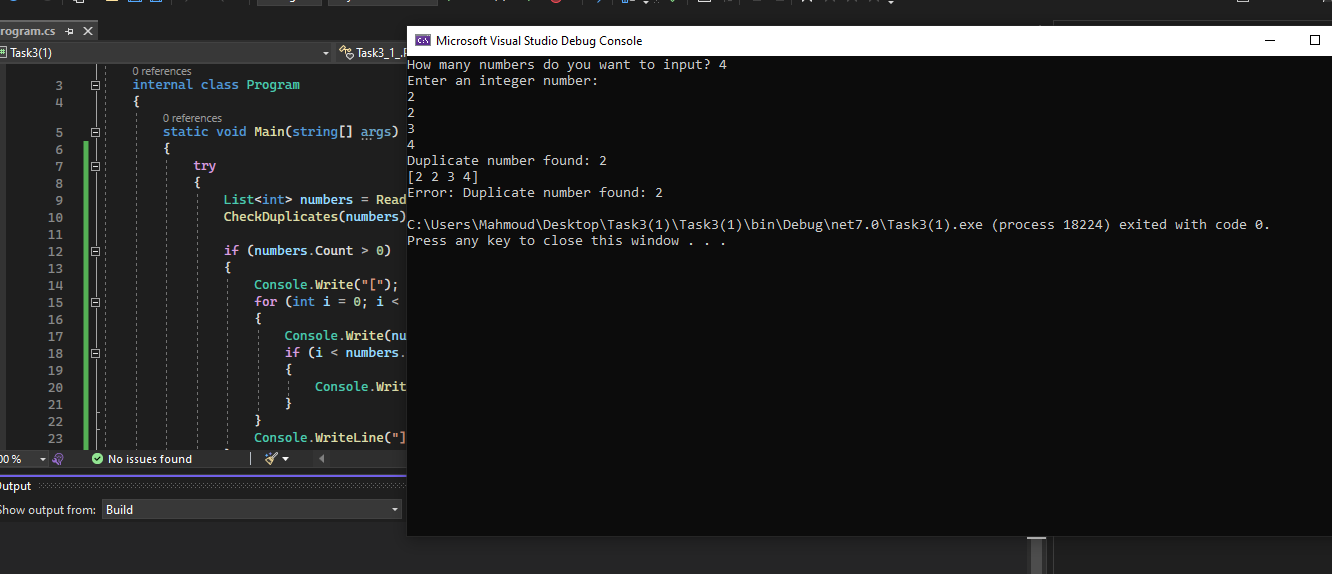 rogram.cs
Task3(1)
Task3_1_.
0 references
3 internal class Program
4 {
0 references
5 static void Main(string[] args)
6 {
7 try
8 {
9 List<int> numbers = Read
10 CheckDuplicates(numbers)
11
12 if (numbers.Count > 0)
13 {
14 Console.Write("[");
15 for (int i = 0; i <
16 {
17 Console.Write(nu
18 if (i < numbers.
19 {
20 Console.Writ
21 }
22 }
23 Console.WriteLine("]
00 %
No issues found
Output
Show output from: Build
Microsoft Visual Studio Debug Console
How many numbers do you want to input? 4
Enter an integer number:
2
2
3
4
Duplicate number found: 2
[2 2 3 4]
Error: Duplicate number found: 2
C:\Users\Mahmoud\Desktop\Task3(1)\Task3(1)\bin\Debug\net7.0\Task3(1).exe (process 18224) exited with code 0.
Press any key to close this window . . .